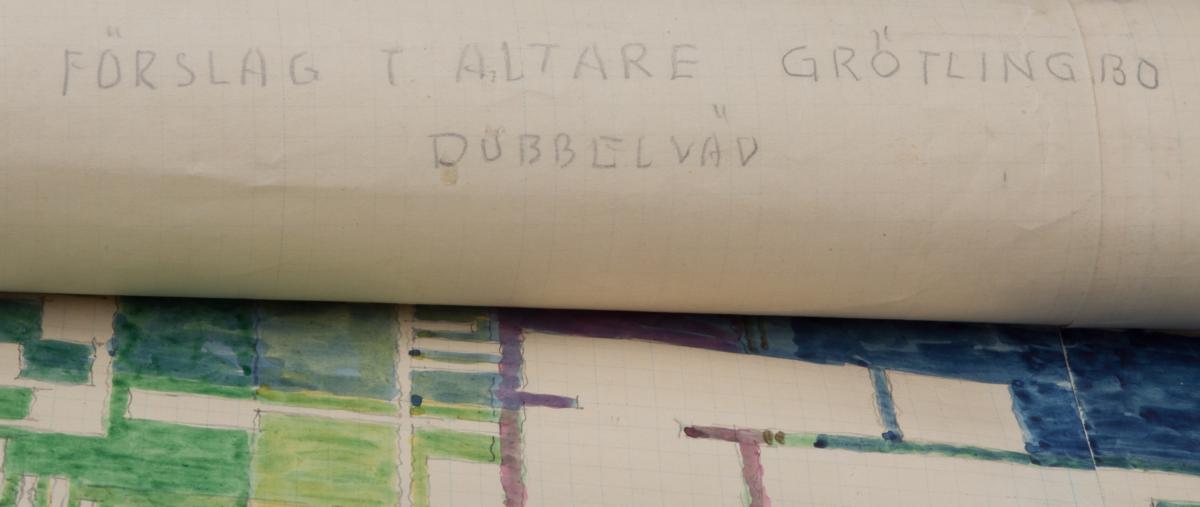 FÖRSLAG T. ALTARE GRÖTLINGBO
DUBBELVÄV